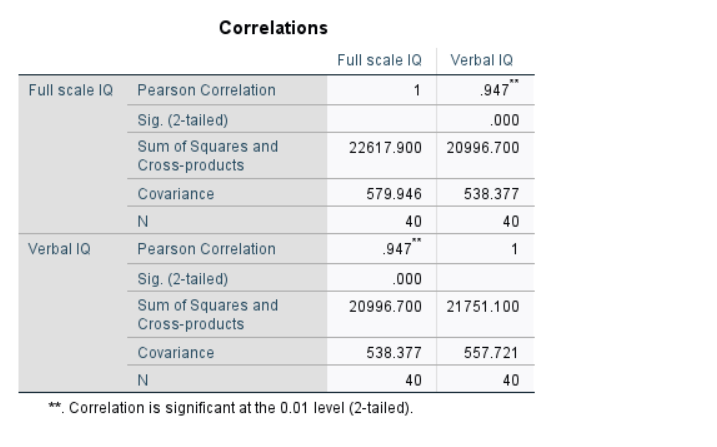 Correlations
Full scale IQ Verbal IQ
Full scale IQ Pearson Correlation 1 .947**
Sig. (2-tailed) .000
Sum of Squares and Cross-products 22617.900 20996.700
Covariance 579.946 538.377
N 40 40
Verbal IQ Pearson Correlation .947** 1
Sig. (2-tailed) .000
Sum of Squares and Cross-products 20996.700 21751.100
Covariance 538.377 557.721
N 40 40
**. Correlation is significant at the 0.01 level (2-tailed).